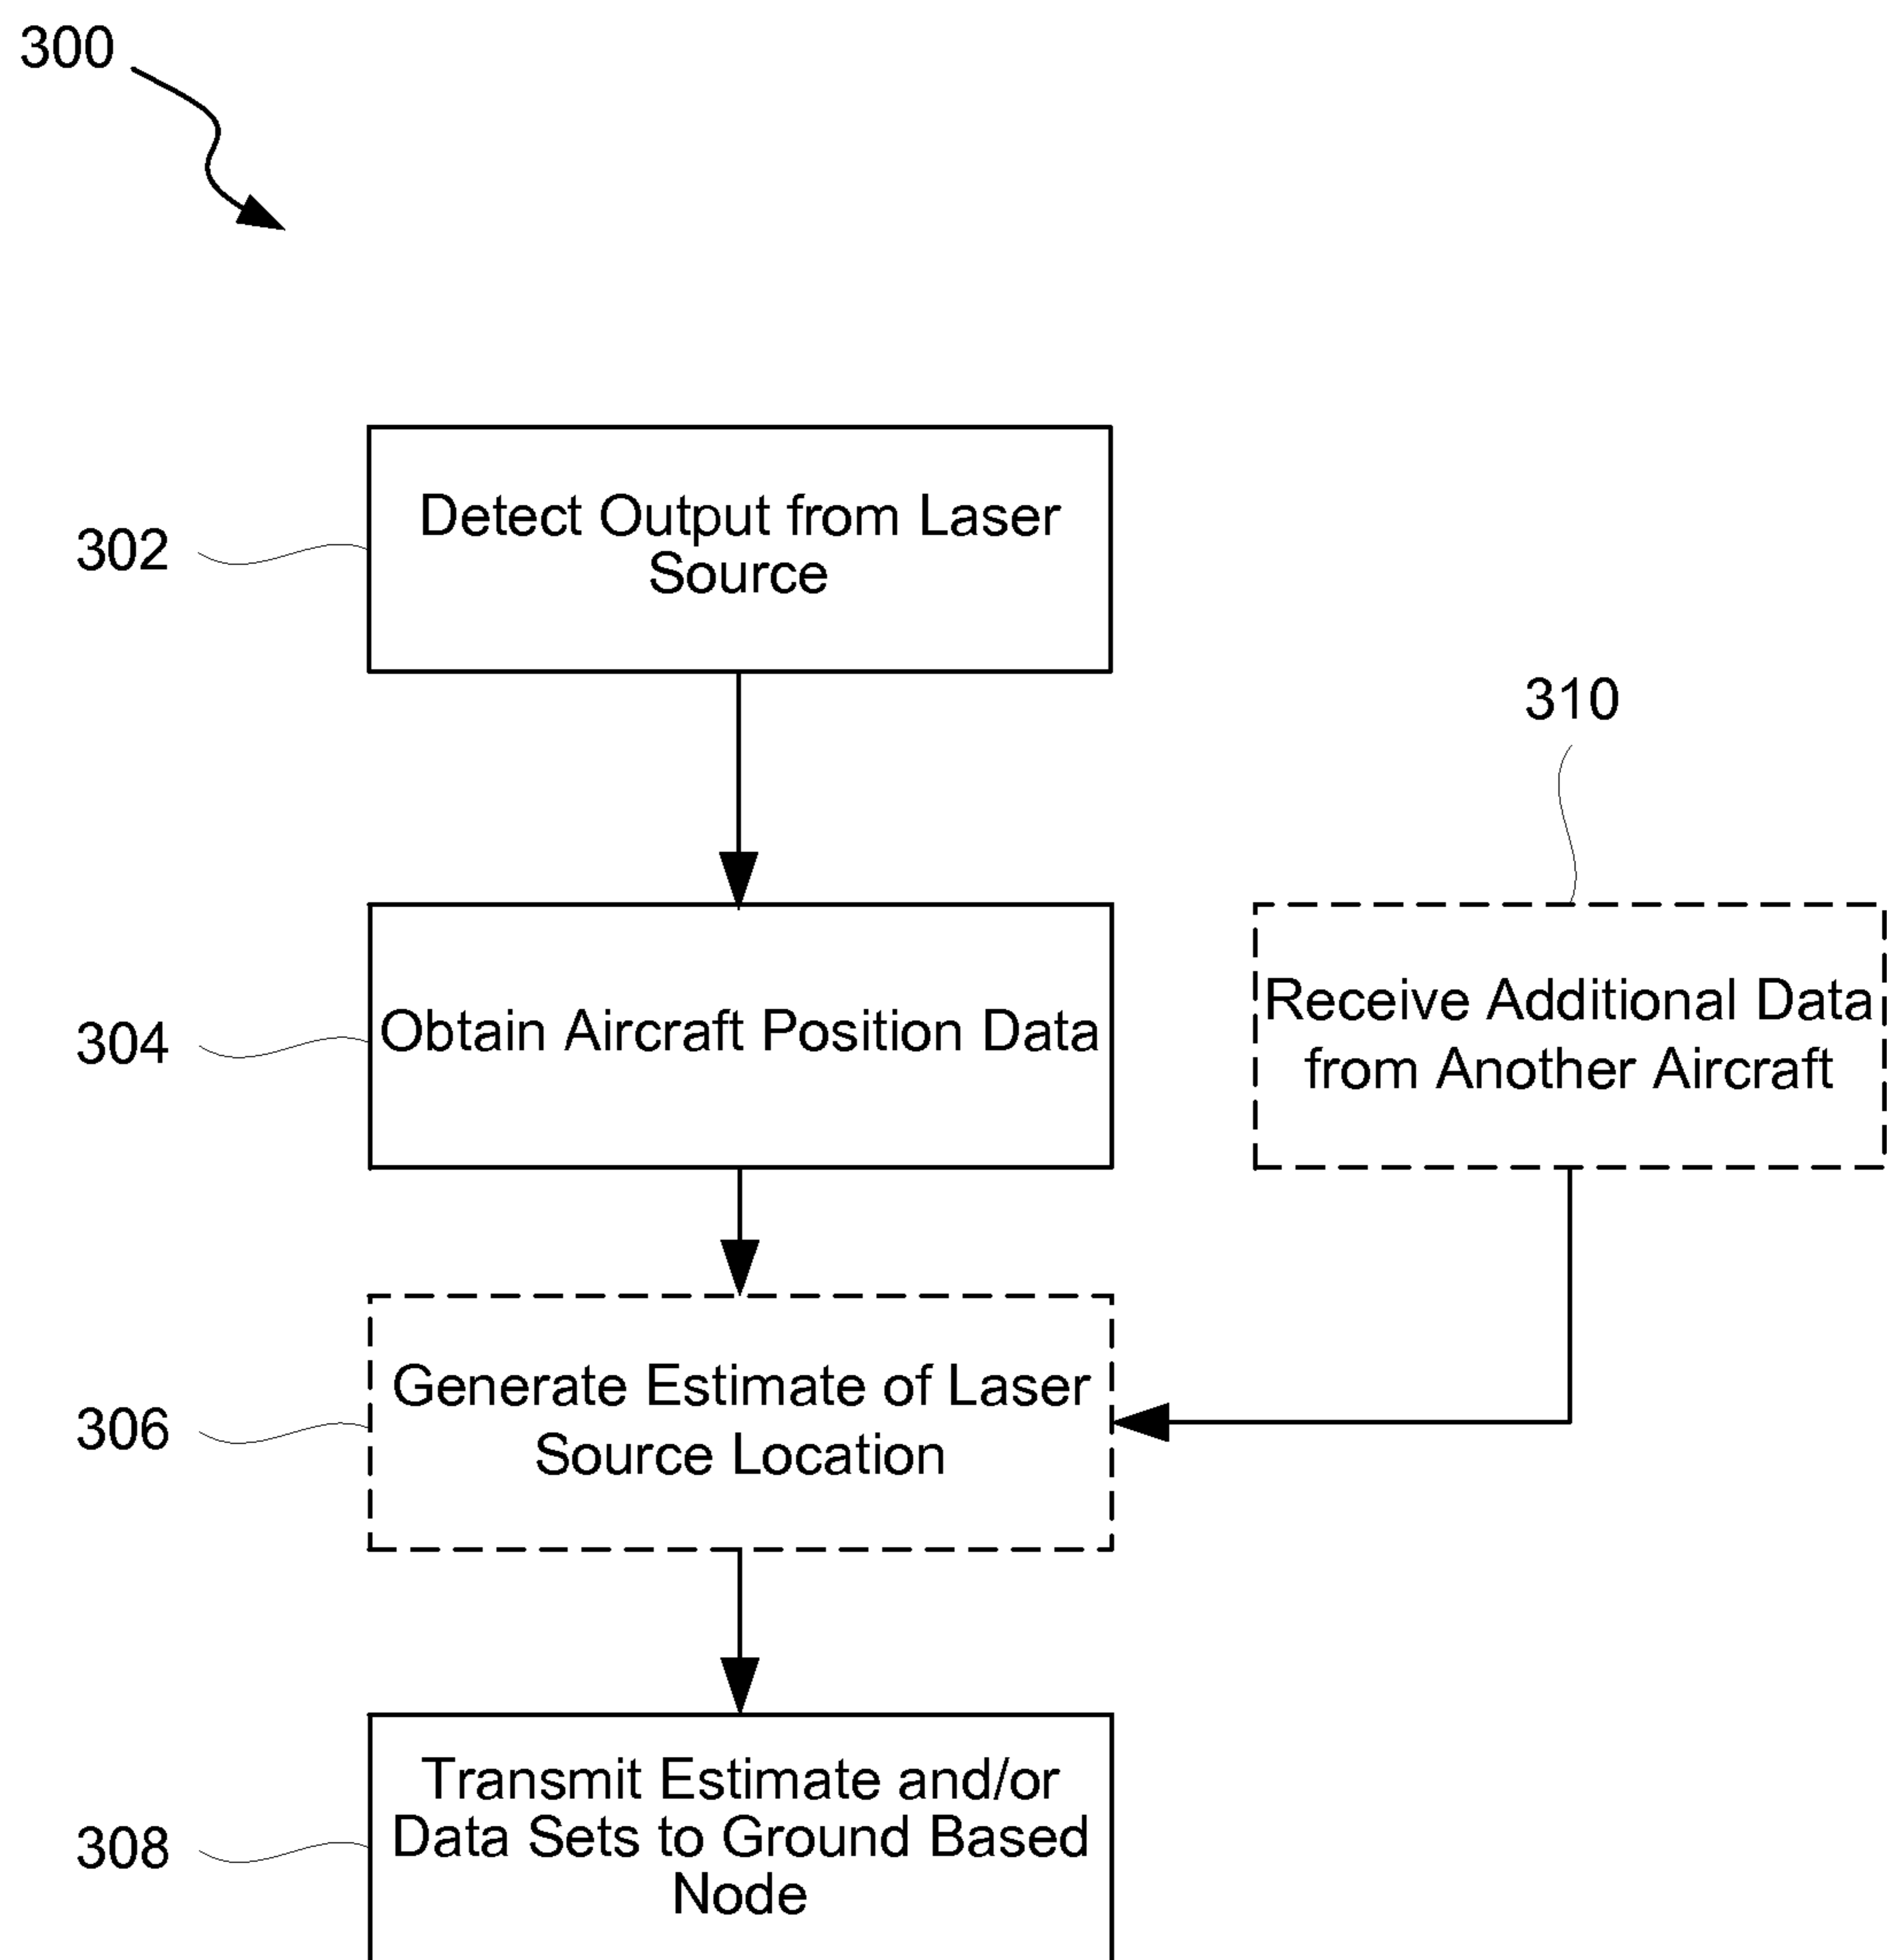 300
302
Detect Output from Laser
Source
310
304
Obtain Aircraft Position Data
Receive Additional Data
from Another Aircraft
306
Generate Estimate of Laser
Source Location
308
Transmit Estimate and/or
Data Sets to Ground Based
Node